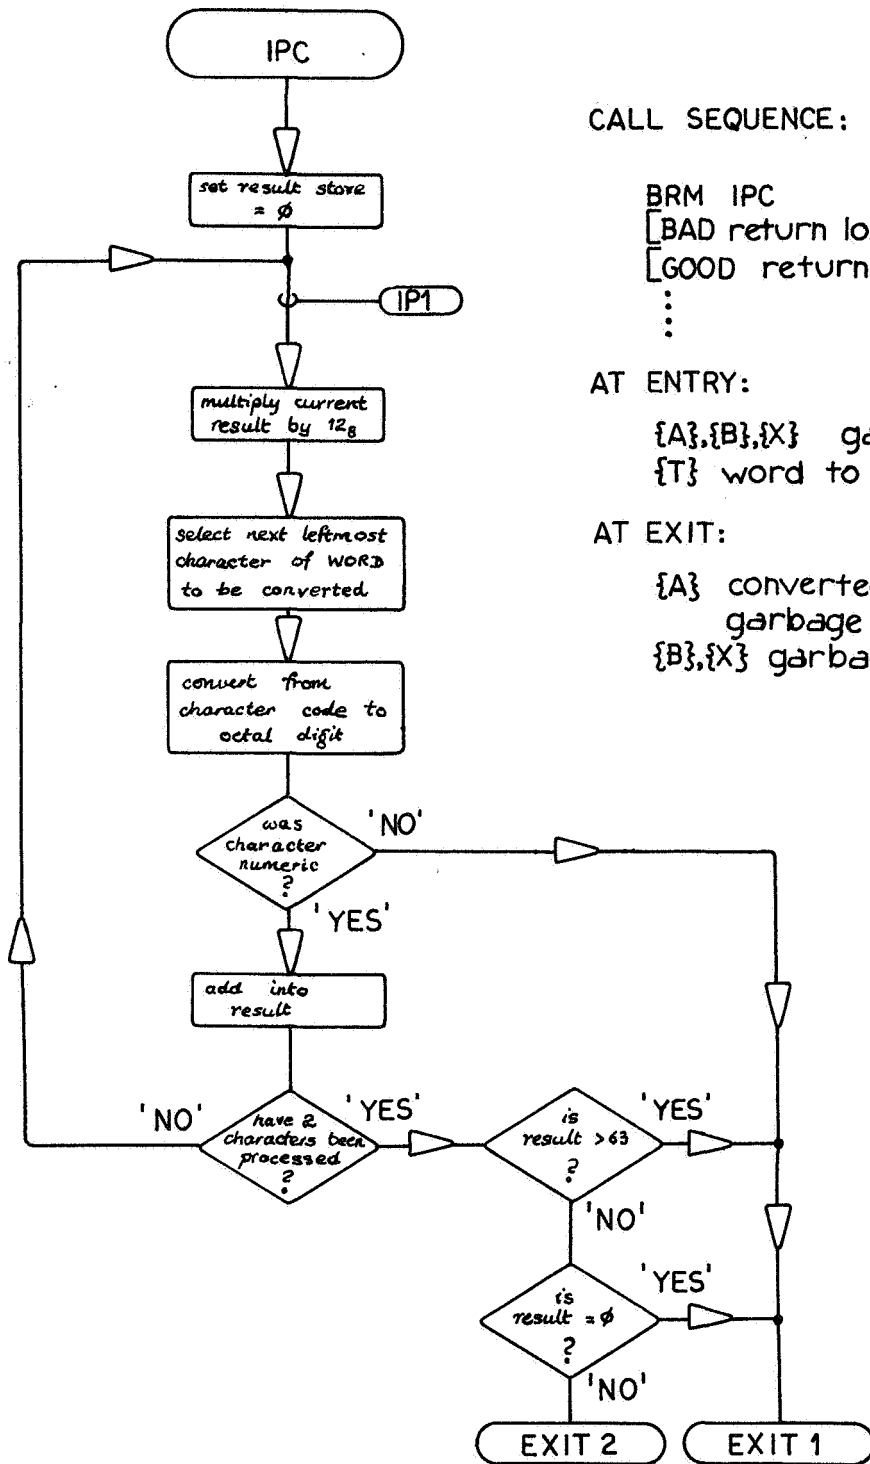 IPC
set result store
= ø
IP1
multiply current
result by 12₈
select next leftmost
character of WORD
to be converted
convert from
character code to
octal digit
was
character
numeric
?
'NO'
'YES'
add into
result
have 2
characters been
processed
?
'NO'
'YES'
is
result >63
?
'YES'
'NO'
is
result = ø
?
'YES'
'NO'
EXIT 2
EXIT 1
CALL SEQUENCE:
BRM IPC
[BAD return
[GOOD return
AT ENTRY:
{A},{B},{X}
{T} word to
AT EXIT:
{A}
garbage
{B},{X}